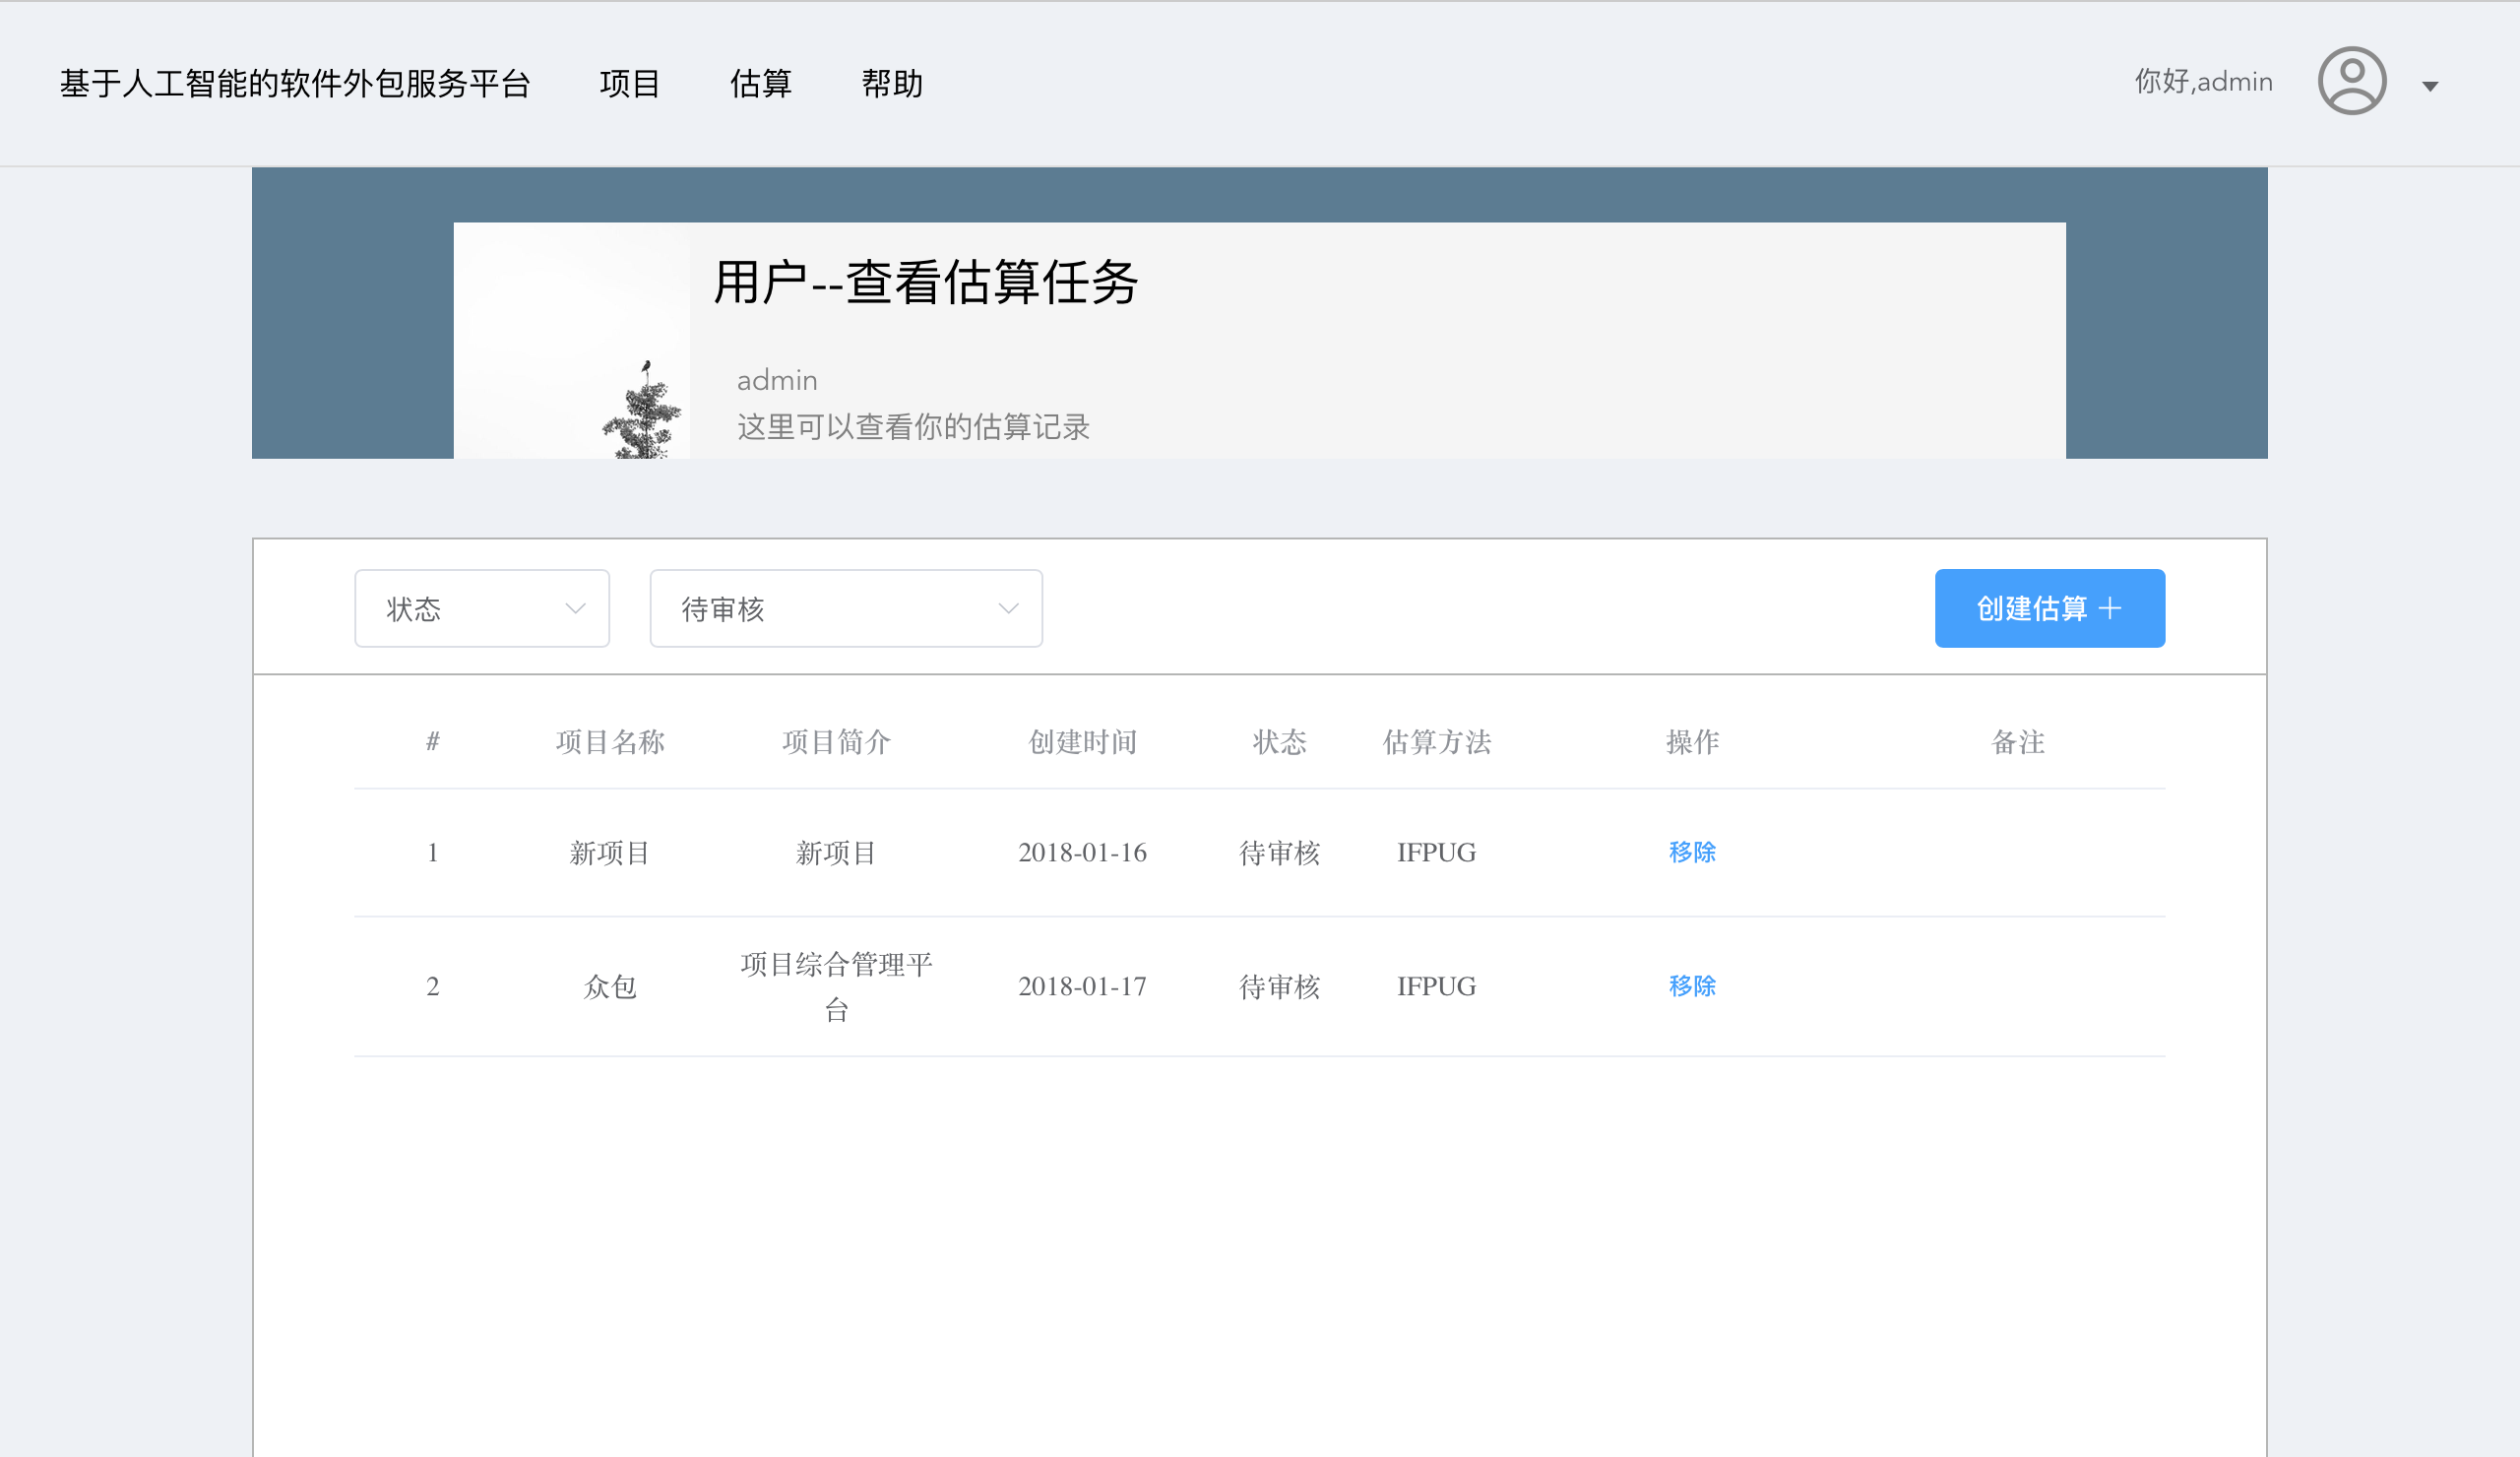 基于人工智能的软件外包服务平台 项目 估算 帮助 你好,admin
用户--查看估算任务
admin
这里可以查看你的估算记录
状态 待审核 创建估算
# 项目名称 项目简介 创建时间 状态 估算方法 操作 备注
1 新项目 新项目 2018-01-16 待审核 IFPUG 移除
2 众包 项目综合管理平 2018-01-17 待审核 IFPUG 移除
台